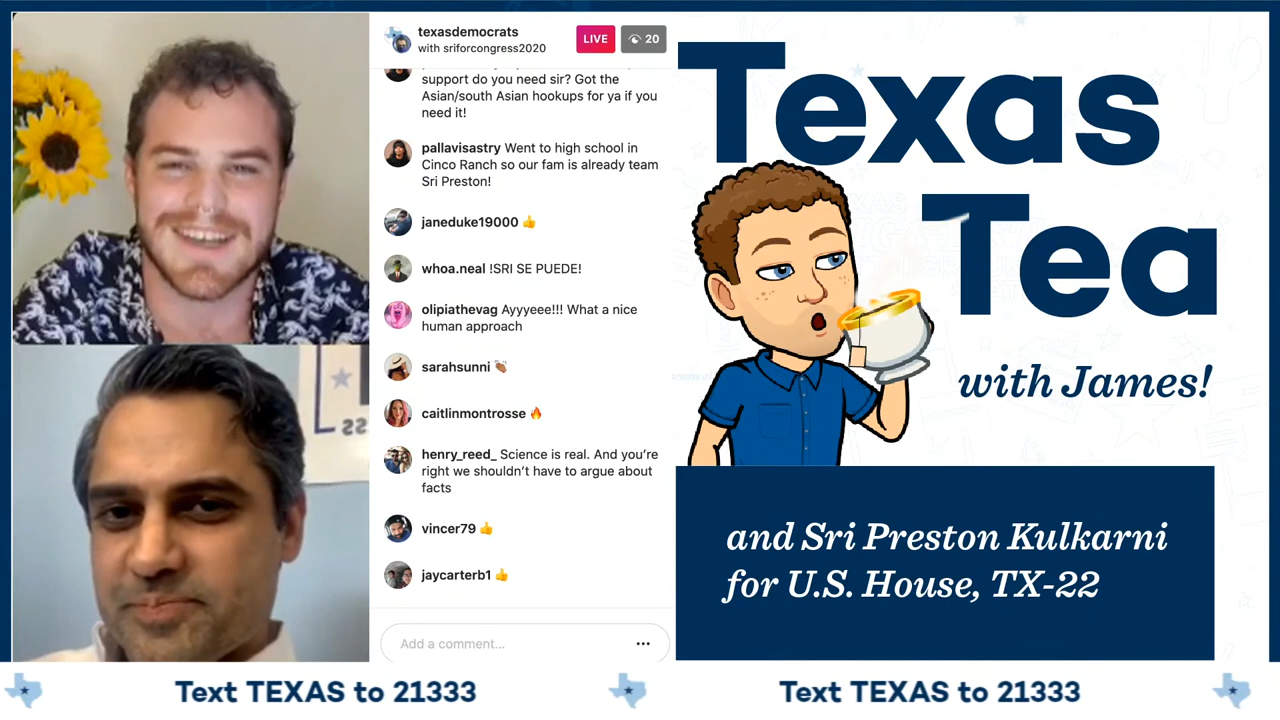 texasdemocrats
with sriforcongress2020
LIVE
20
support do you need sir? Got the
Asian/south Asian hookups for ya if you
need it!
pallavisastry Went to high school in
Cinco Ranch so our fam is already team
Sri Preston!
janeduke19000 👍
whoa.neal !SRI SE PUEDE!
olipiathevag Ayyyeee!!! What a nice
human approach
sarahsunni 👏🏽
caitlinmontrosse 🔥
henry_reed_ Science is real. And you're
right we shouldn't have to argue about
facts
vincer79 👍
jaycarterb1 👍
Add a comment...
Texas
Tea
with James!
and Sri Preston Kulkarni
for U.S. House, TX-22
Text TEXAS to 21333
Text TEXAS to 21333